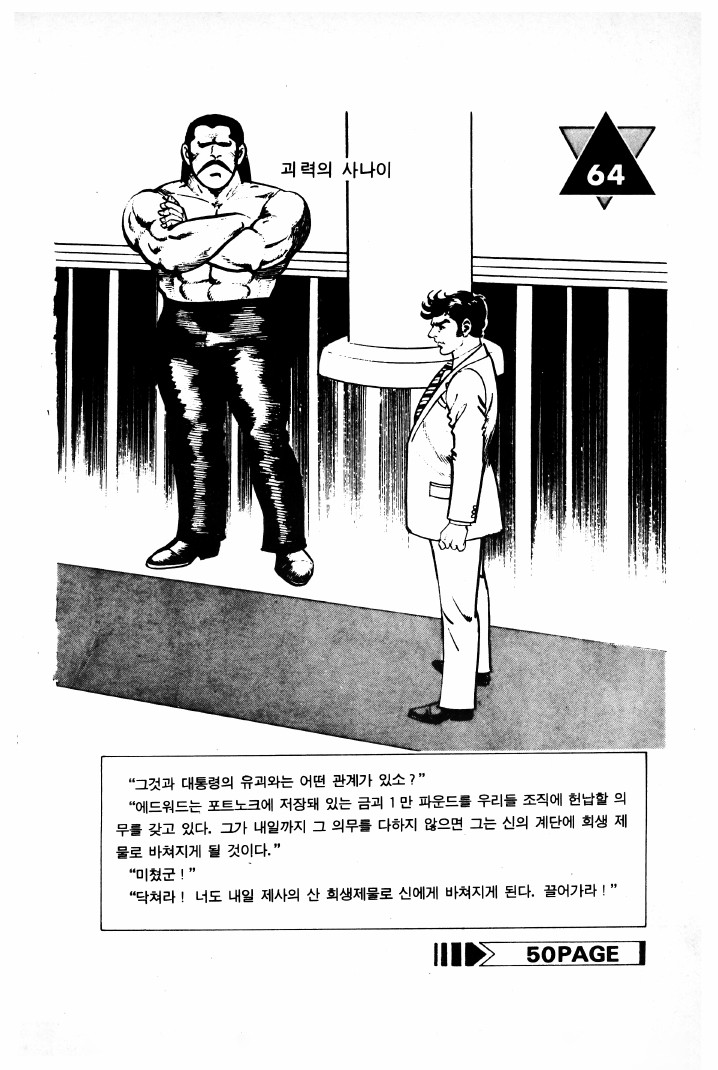 괴력의 사나이
64
“그것과 대통령의 유괴와는 어떤 관계가 있소?”
“에드워드는 포트노크에 저장돼 있는 금괴 1만 파운드를 우리들 조직에 헌납할 의
무를 갖고 있다. 그가 내일까지 그 의무를 다하지 않으면 그는 신의 계단에 희생 제
물로 바쳐지게 될 것이다.”
“미쳤군!”
“닥쳐라! 너도 내일 제사의 산 희생제물로 신에게 바쳐지게 된다. 끌어가라!”
50PAGE